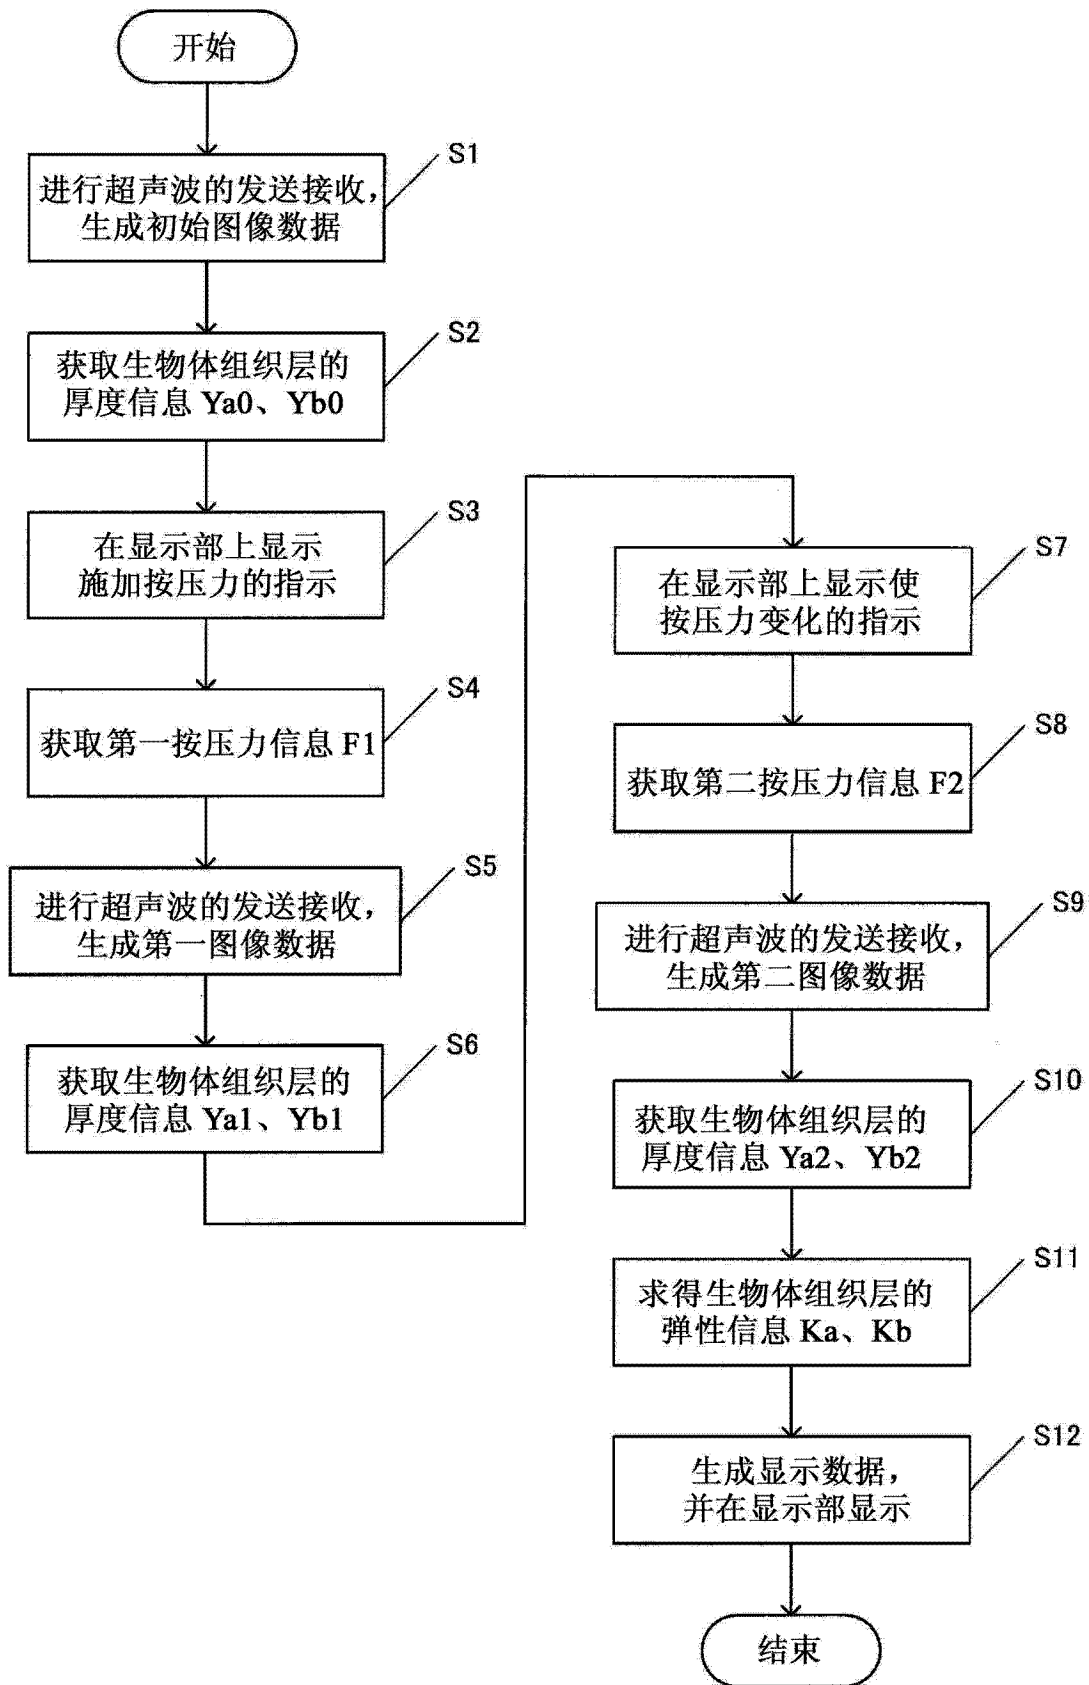 开始
S1
进行超声波的发送接收，
生成初始图像数据
S2
获取生物体组织层的
厚度信息 Ya0、Yb0
S3
在显示部上显示
施加按压力的指示
S4
获取第一按压力信息 F1
S5
进行超声波的发送接收，
生成第一图像数据
S6
获取生物体组织层的
厚度信息 Ya1、Yb1
S7
在显示部上显示使
按压力变化的指示
S8
获取第二按压力信息 F2
S9
进行超声波的发送接收，
生成第二图像数据
S10
获取生物体组织层的
厚度信息 Ya2、Yb2
S11
求得生物体组织层的
弹性信息 Ka、Kb
S12
生成显示数据，
并在显示部显示
结束